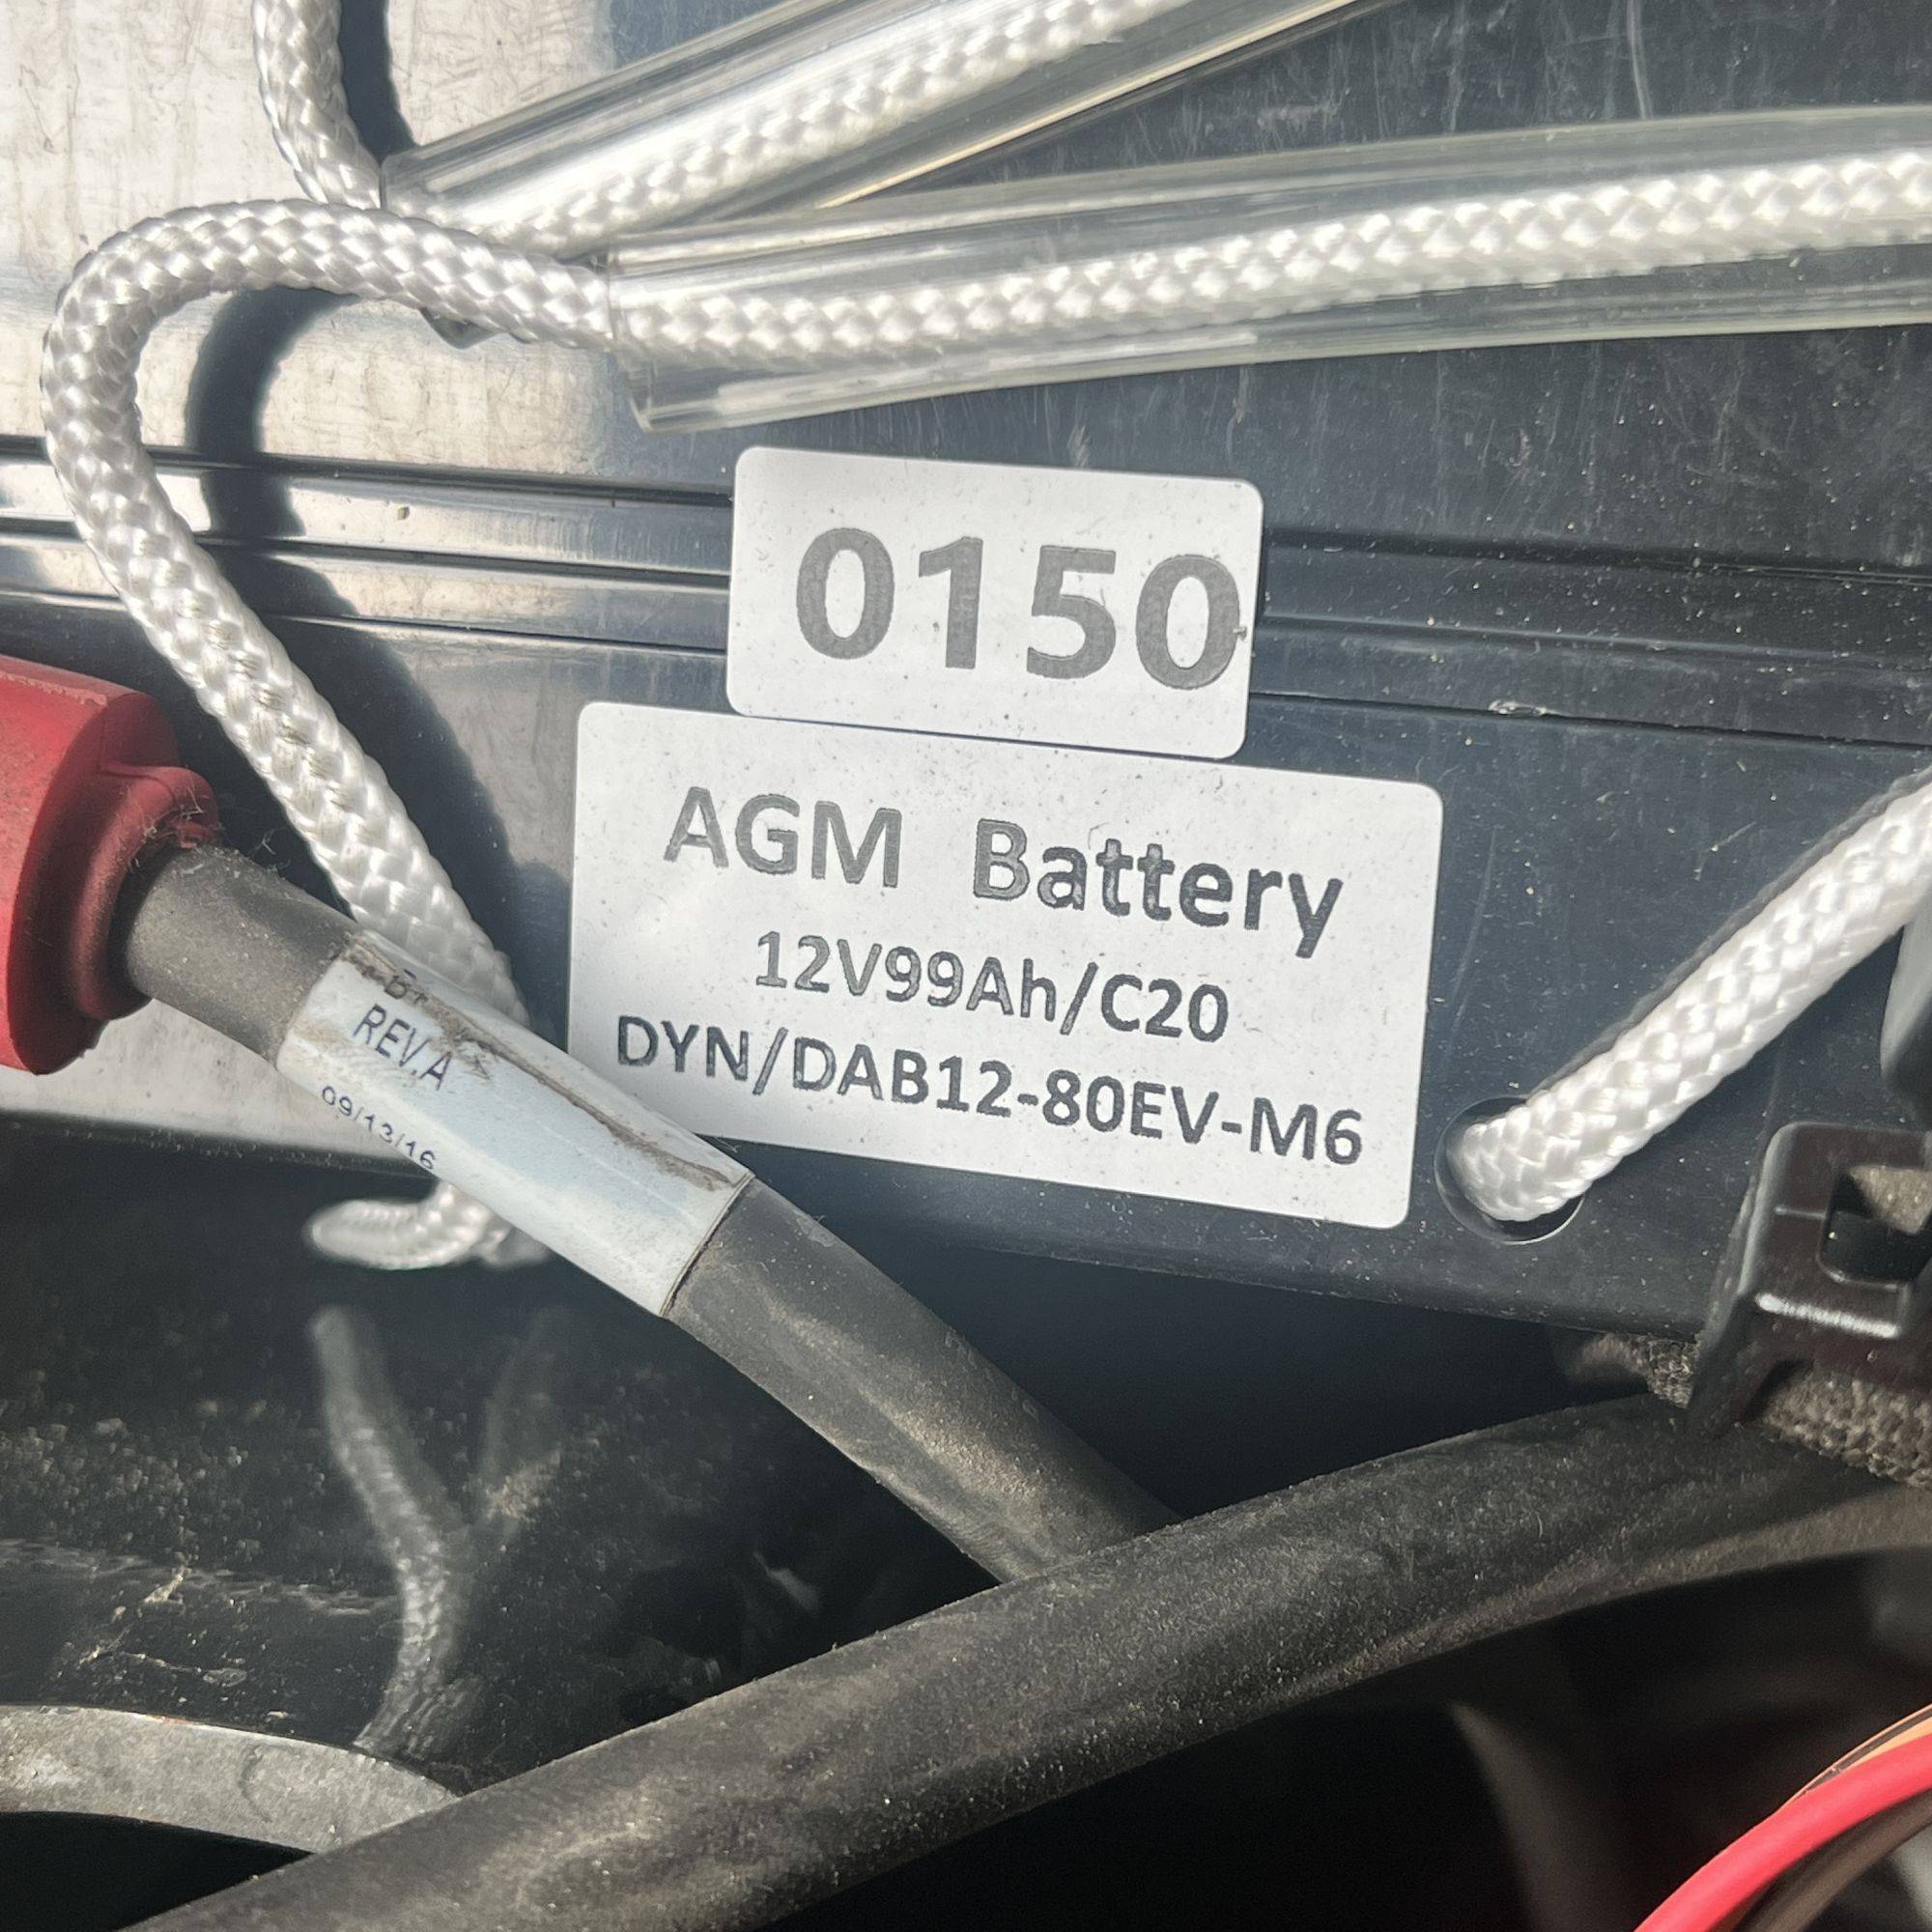 0150
AGM Battery
12V99Ah/C20
DYN/DAB12-80EV-M6
B+
REV.A
09/13/16